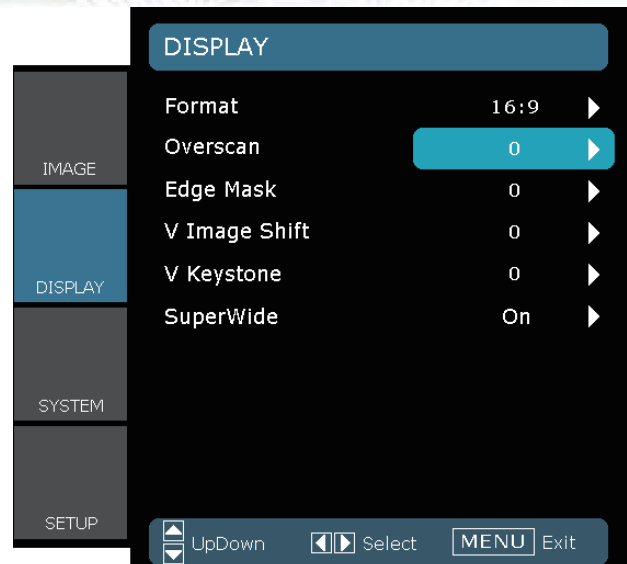 DISPLAY
IMAGE
DISPLAY
SYSTEM
SETUP
Format 16:9
Overscan 0
Edge Mask 0
V Image Shift 0
V Keystone 0
SuperWide On
UpDown Select MENU Exit